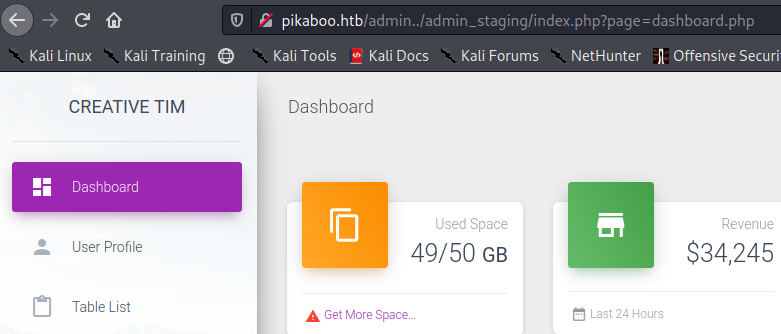 pikaboo.htb/admin../admin_staging/index.php?page=dashboard.php
Kali Linux Kali Training Kali Tools Kali Docs Kali Forums NetHunter Offensive Securi
CREATIVE TIM
Dashboard
Dashboard
User Profile
Table List
Used Space
49/50 GB
Get More Space...
Revenue
$34,245
Last 24 Hours